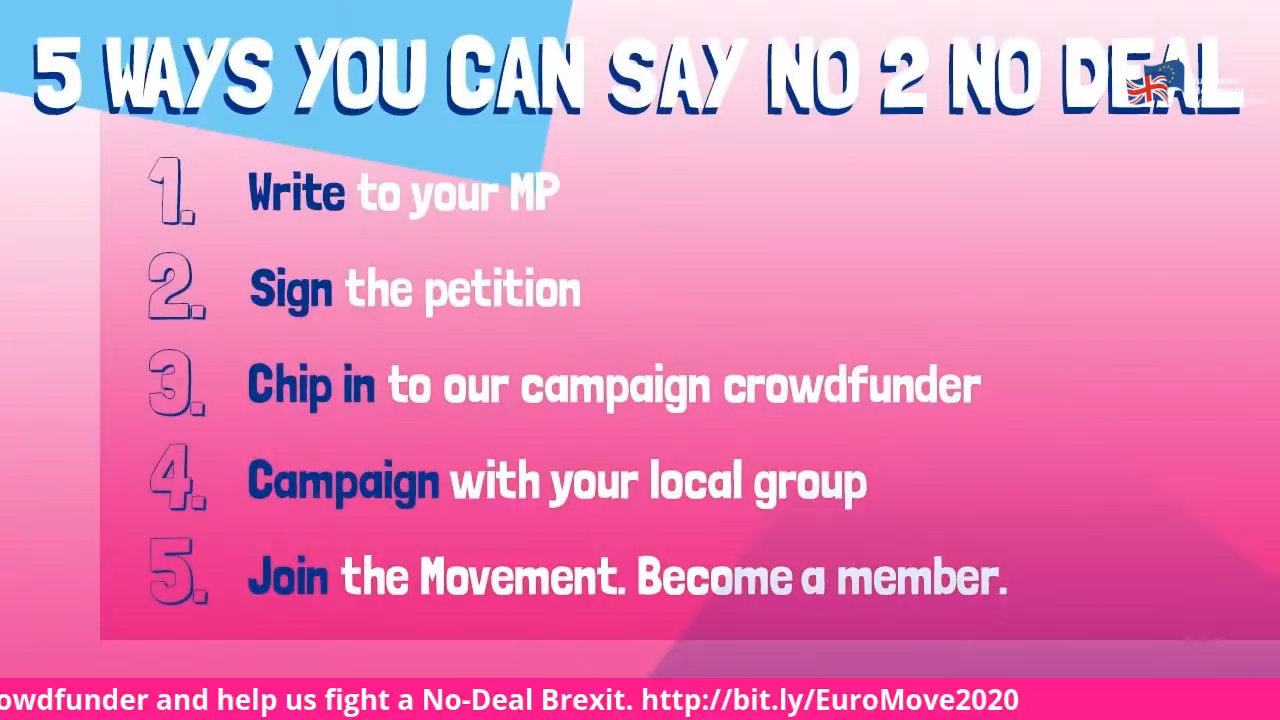 5 WAYS YOU CAN SAY NO 2 NO DEAL
1. Write to your MP
2. Sign the petition
3. Chip in to our campaign crowdfunder
4. Campaign with your local group
5. Join the Movement. Become a member.
owdfunder and help us fight a No-Deal Brexit. http://bit.ly/EuroMove2020